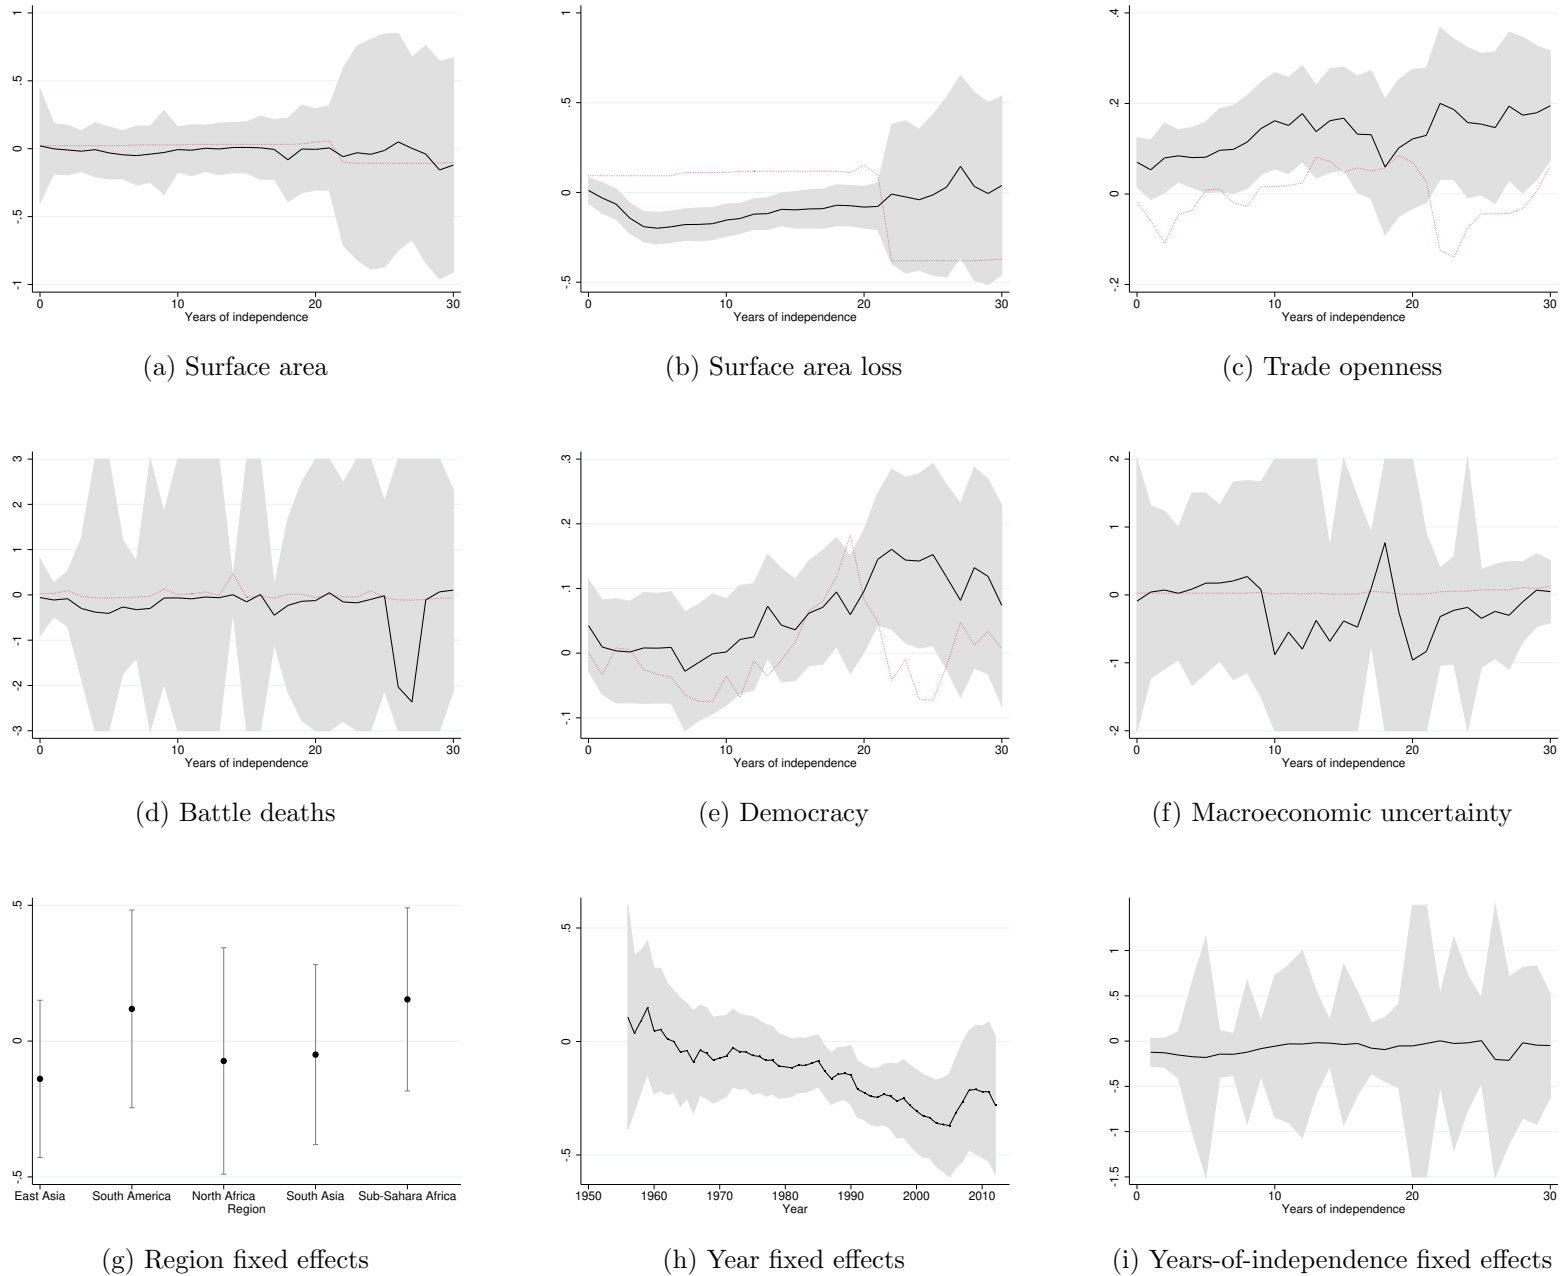 1
.5
0
-.5
-1
0 10 20 30
Years of independence
(a) Surface area
1
.5
0
-.5
0 10 20 30
Years of independence
(b) Surface area loss
.4
.2
0
-.2
0 10 20 30
Years of independence
(c) Trade openness
3
2
1
0
-1
-2
-3
0 10 20 30
Years of independence
(d) Battle deaths
.3
.2
.1
0
-.1
0 10 20 30
Years of independence
(e) Democracy
2
1
0
-1
-2
0 10 20 30
Years of independence
(f) Macroeconomic uncertainty
.5
0
-.5
East Asia South America North Africa South Asia Sub-Sahara Africa
Region
(g) Region fixed effects
.5
0
-.5
1950 1960 1970 1980 1990 2000 2010
Year
(h) Year fixed effects
1
.5
0
-.5
-1
-1.5
0 10 20 30
Years of independence
(i) Years-of-independence fixed effects